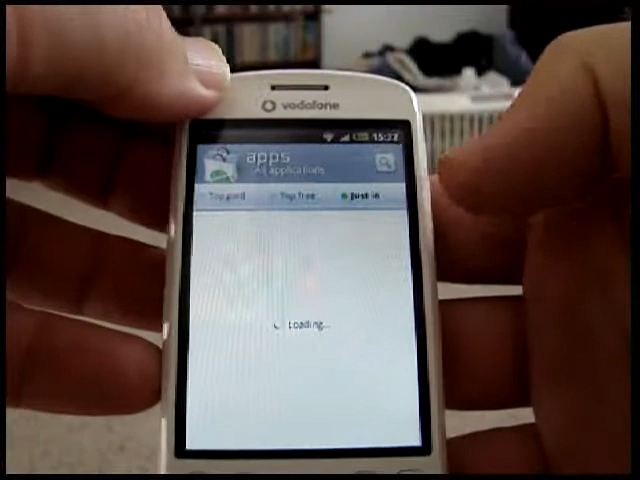 vodafone
15:27
apps
All applications
Top paid
Top free
Just in
Loading...